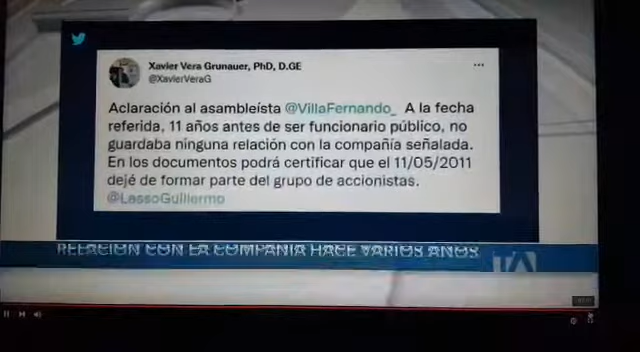 Xavier Vera Grunauer, PhD, D.GE
@XavierVeraG
Aclaración al asambleísta @VillaFernando_ A la fecha
referida, 11 años antes de ser funcionario público, no
guardaba ninguna relación con la compañía señalada.
En los documentos podrá certificar que el 11/05/2011
dejé de formar parte del grupo de accionistas.
@LassoGuillermo
RELACIÓN CON LA COMPAÑÍA HACE VARIOS AÑOS